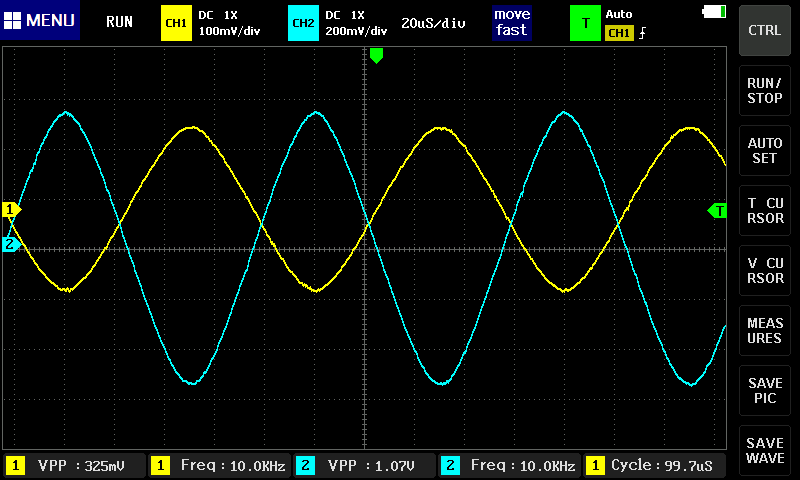 MENU RUN CH1 DC 1X 100mV/div CH2 DC 1X 200mV/div 20uS/div move fast T Auto CH1
CTRL
RUN/
STOP
AUTO
SET
T CU
RSOR
V CU
RSOR
MEAS
URES
SAVE
PIC
SAVE
WAVE
1
2
T
1 VPP : 325mV 1 Freq : 10.0KHz 2 VPP : 1.07V 2 Freq : 10.0KHz 1 Cycle : 99.7uS